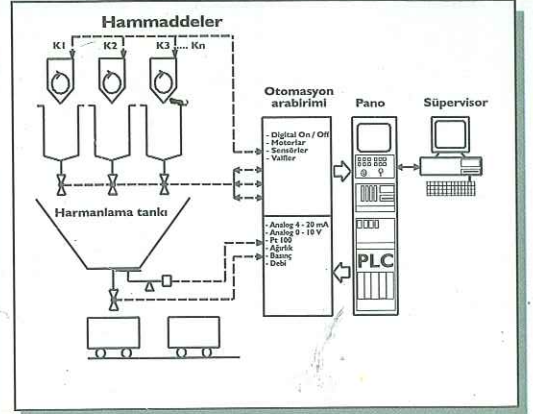 Hammaddeler
K1 K2 K3 ..... Kn
Otomasyon
arabirimi
Pano
Süpervisor
- Digital On / Off
- Motorlar
- Sensörler
- Valfler
Harmanlama tankı
- Analog 4 - 20 mA
- Analog 0 - 10 V
- Pt 100
- Ağırlık
- Basınç
- Debi
PLC